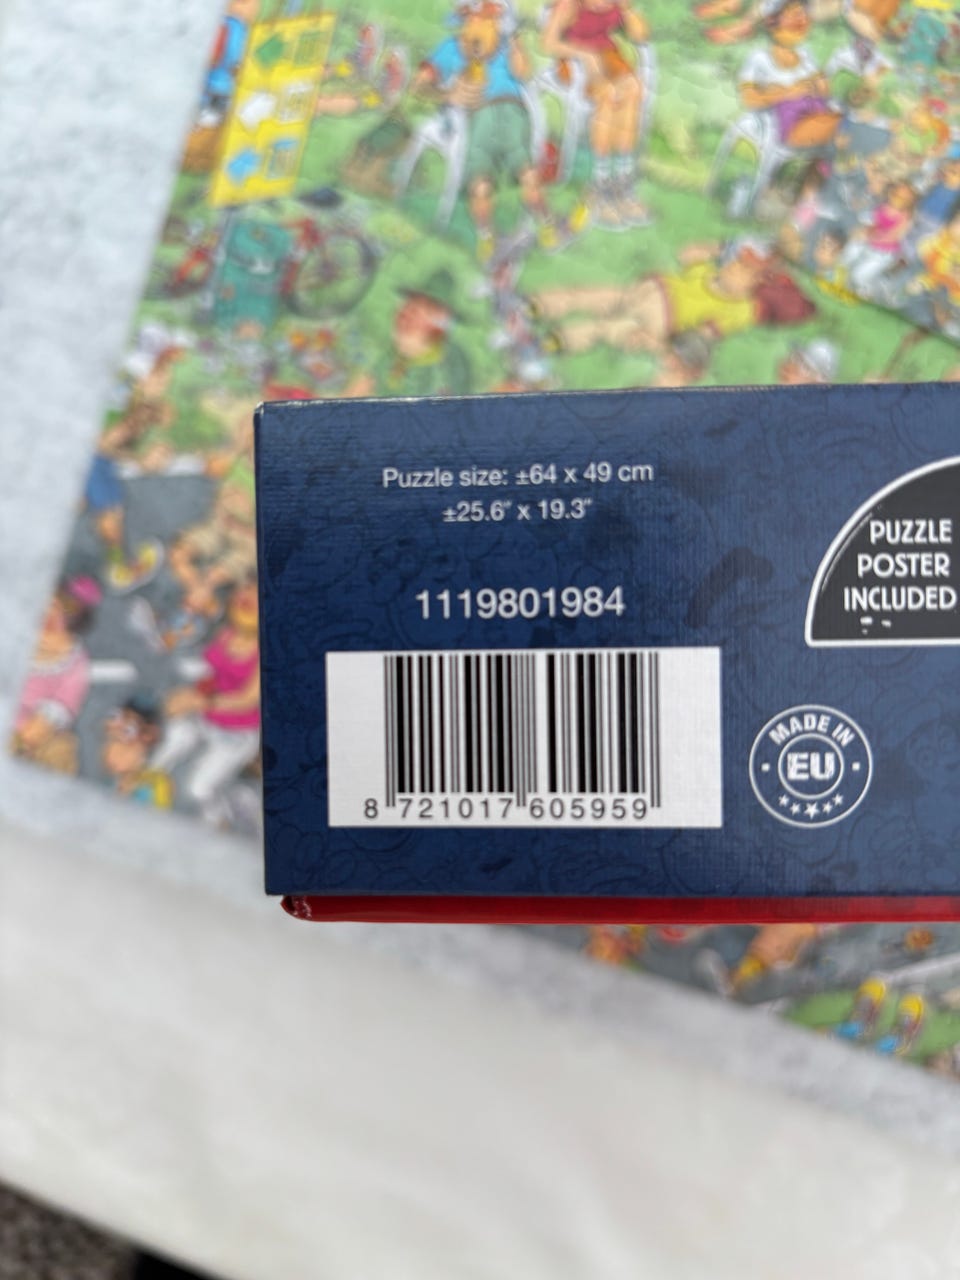 Puzzle size: ±64 x 49 cm
±25.6" x 19.3"
1119801984
8 721017 605959
PUZZLE
POSTER
INCLUDED
MADE IN
EU